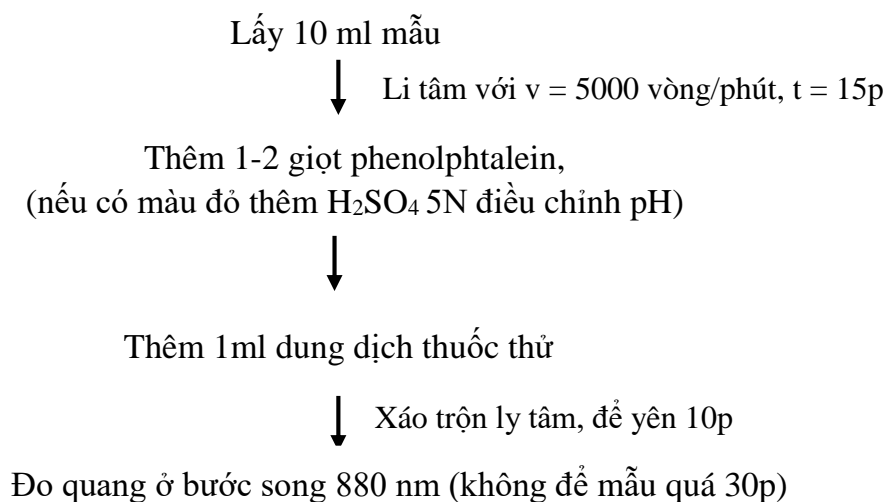 Lấy 10 ml mẫu
Li tâm với v = 5000 vòng/phút, t = 15p
Thêm 1-2 giọt phenolphtalein,
(nếu có màu đỏ thêm H₂SO₄ 5N điều chỉnh pH)
Thêm 1ml dung dịch thuốc thử
Xáo trộn ly tâm, để yên 10p
Đo quang ở bước song 880 nm (không để mẫu quá 30p)